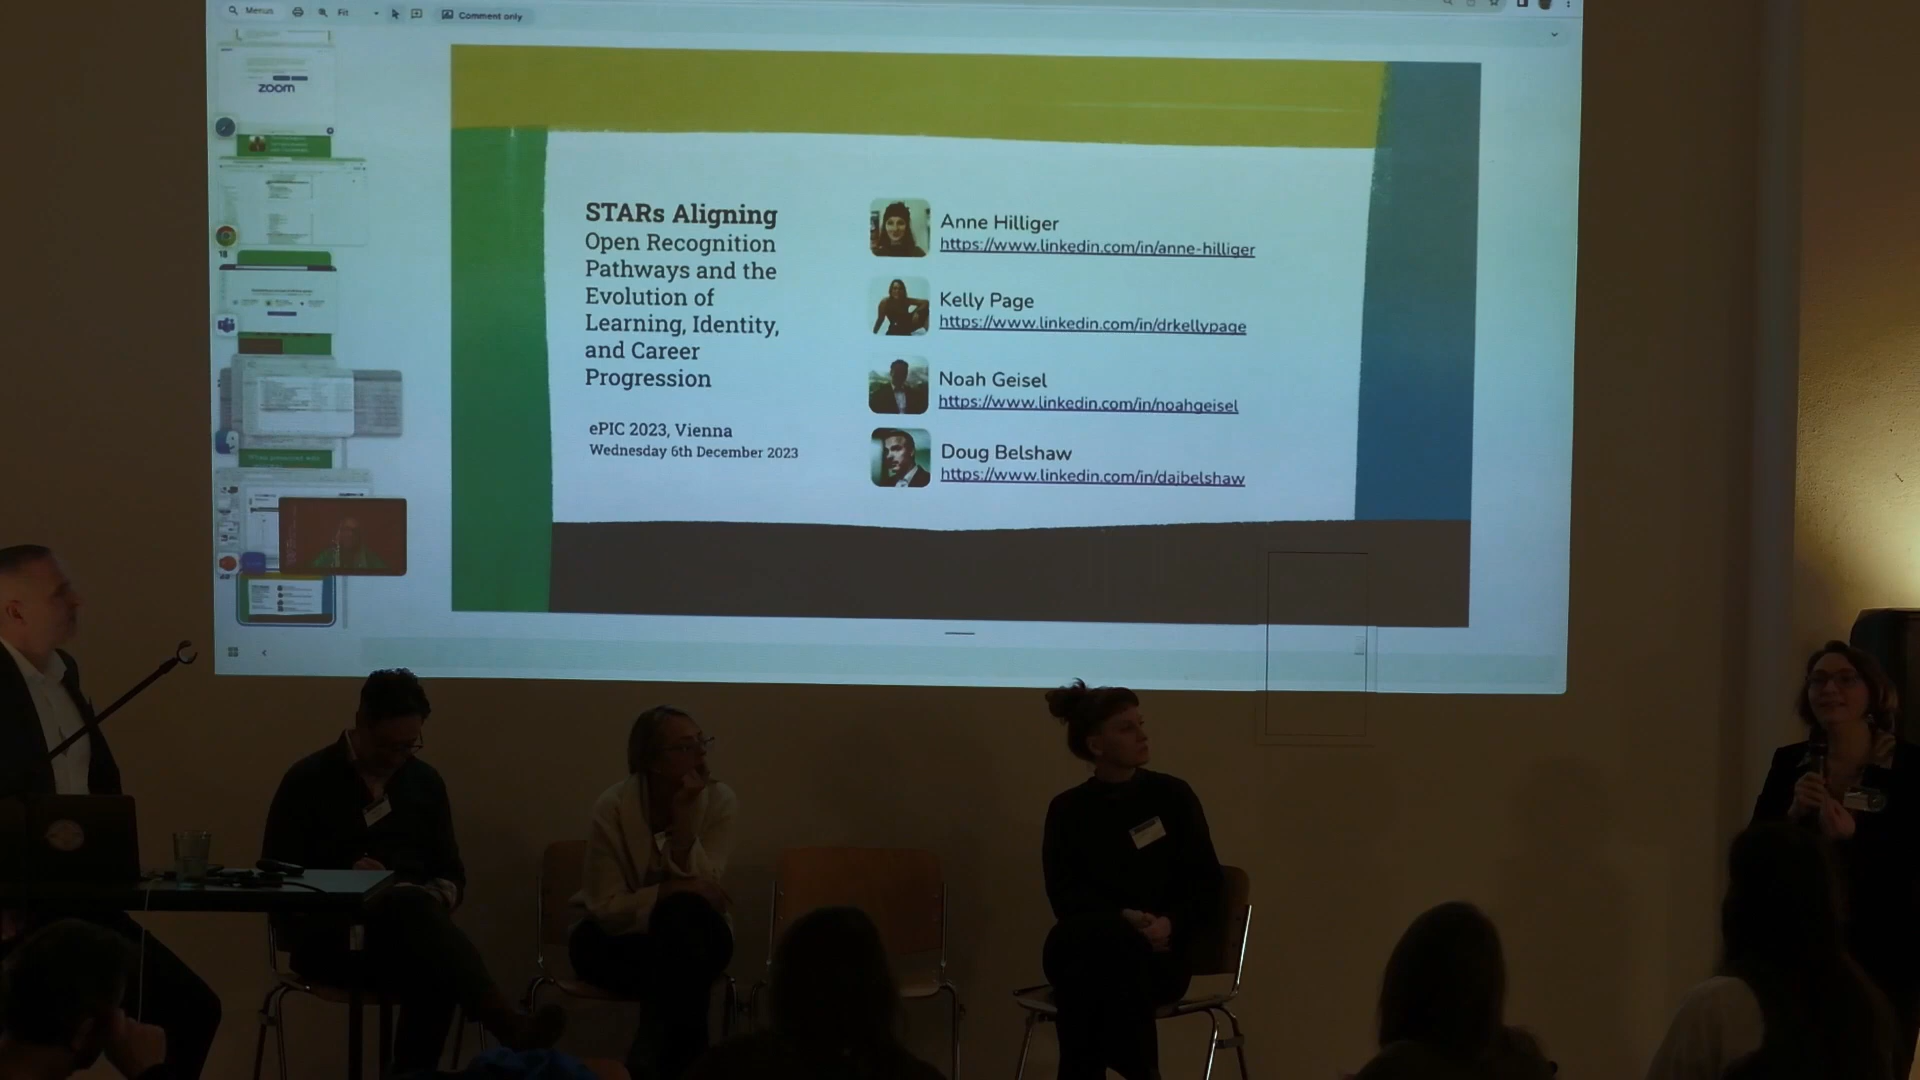 Menus
Fit
Comment only
zoom
STARs Aligning
Open Recognition
Pathways and the
Evolution of
Learning, Identity,
and Career
Progression
ePIC 2023, Vienna
Wednesday 6th December 2023
Anne Hilliger
https://www.linkedin.com/in/anne-hilliger
Kelly Page
https://www.linkedin.com/in/drkellypage
Noah Geisel
https://www.linkedin.com/in/noahgeisel
Doug Belshaw
https://www.linkedin.com/in/dajbelshaw